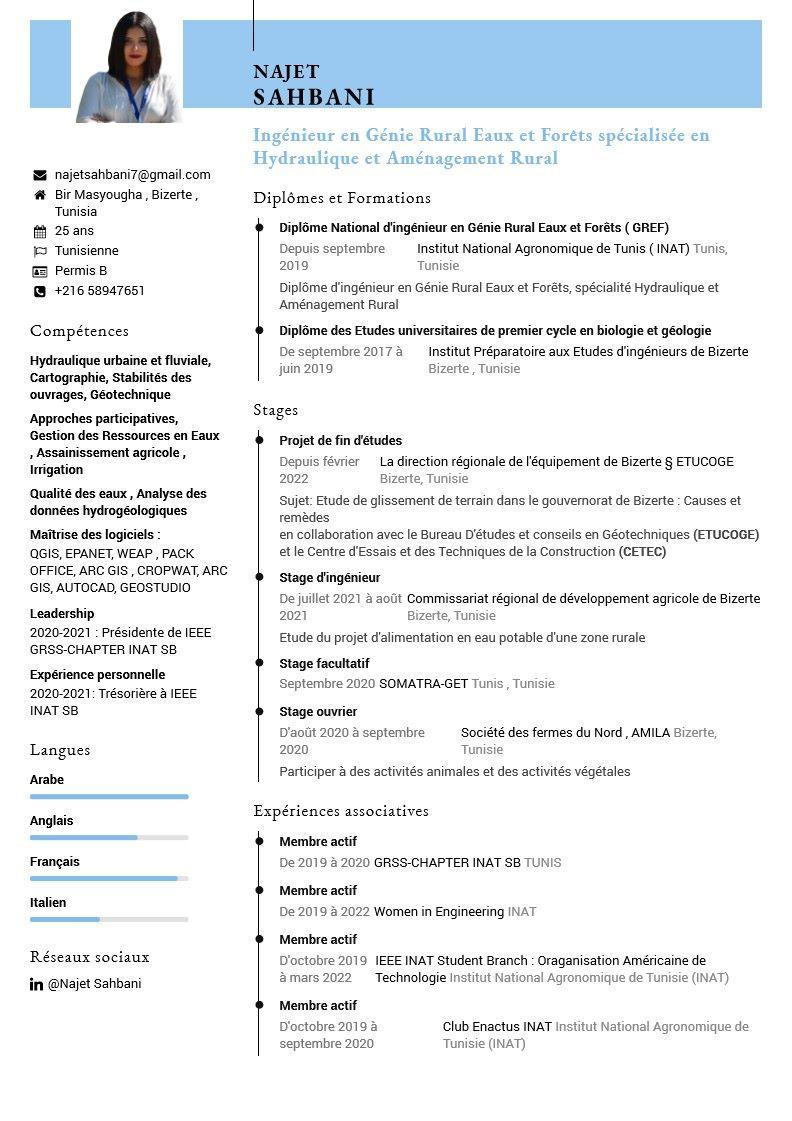 NAJET
SAHBANI
Ingénieur en Génie Rural Eaux et Forêts spécialisée en
Hydraulique et Aménagement Rural
najetsahbani7@gmail.com
Bir Masyougha , Bizerte ,
Tunisia
25 ans
Tunisienne
Permis B
+216 58947651
Compétences
Hydraulique urbaine et fluviale,
Cartographie, Stabilités des
ouvrages, Géotechnique
Approches participatives,
Gestion des Ressources en Eaux
, Assainissement agricole ,
Irrigation
Qualité des eaux , Analyse des
données hydrogéologiques
Maîtrise des logiciels :
QGIS, EPANET, WEAP , PACK
OFFICE, ARC GIS , CROPWAT, ARC
GIS, AUTOCAD, GEOSTUDIO
Leadership
2020-2021 : Présidente de IEEE
GRSS-CHAPTER INAT SB
Expérience personnelle
2020-2021: Trésorière à IEEE
INAT SB
Langues
Arabe
Anglais
Français
Italien
Réseaux sociaux
@Najet Sahbani
Diplômes et Formations
Diplôme National d'ingénieur en Génie Rural Eaux et Forêts ( GREF)
Depuis septembre Institut National Agronomique de Tunis ( INAT) Tunis,
2019 Tunisie
Diplôme d'ingénieur en Génie Rural Eaux et Forêts, spécialité Hydraulique et
Aménagement Rural
Diplôme des Etudes universitaires de premier cycle en biologie et géologie
De septembre 2017 à Institut Préparatoire aux Etudes d'ingénieurs de Bizerte
juin 2019 Bizerte , Tunisie
Stages
Projet de fin d'études
Depuis février La direction régionale de l'équipement de Bizerte § ETUCOGE
2022 Bizerte, Tunisie
Sujet: Etude de glissement de terrain dans le gouvernorat de Bizerte : Causes et
remèdes
en collaboration avec le Bureau D'études et conseils en Géotechniques (ETUCOGE)
et le Centre d'Essais et des Techniques de la Construction (CETEC)
Stage d'ingénieur
De juillet 2021 à août Commissariat régional de développement agricole de Bizerte
2021 Bizerte, Tunisie
Etude du projet d'alimentation en eau potable d'une zone rurale
Stage facultatif
Septembre 2020 SOMATRA-GET Tunis , Tunisie
Stage ouvrier
D'août 2020 à septembre Société des fermes du Nord , AMILA Bizerte,
2020 Tunisie
Participer à des activités animales et des activités végétales
Expériences associatives
Membre actif
De 2019 à 2020 GRSS-CHAPTER INAT SB TUNIS
Membre actif
De 2019 à 2022 Women in Engineering INAT
Membre actif
D'octobre 2019 IEEE INAT Student Branch : Oraganisation Américaine de
à mars 2022 Technologie Institut National Agronomique de Tunisie (INAT)
Membre actif
D'octobre 2019 à Club Enactus INAT Institut National Agronomique de
septembre 2020 Tunisie (INAT)